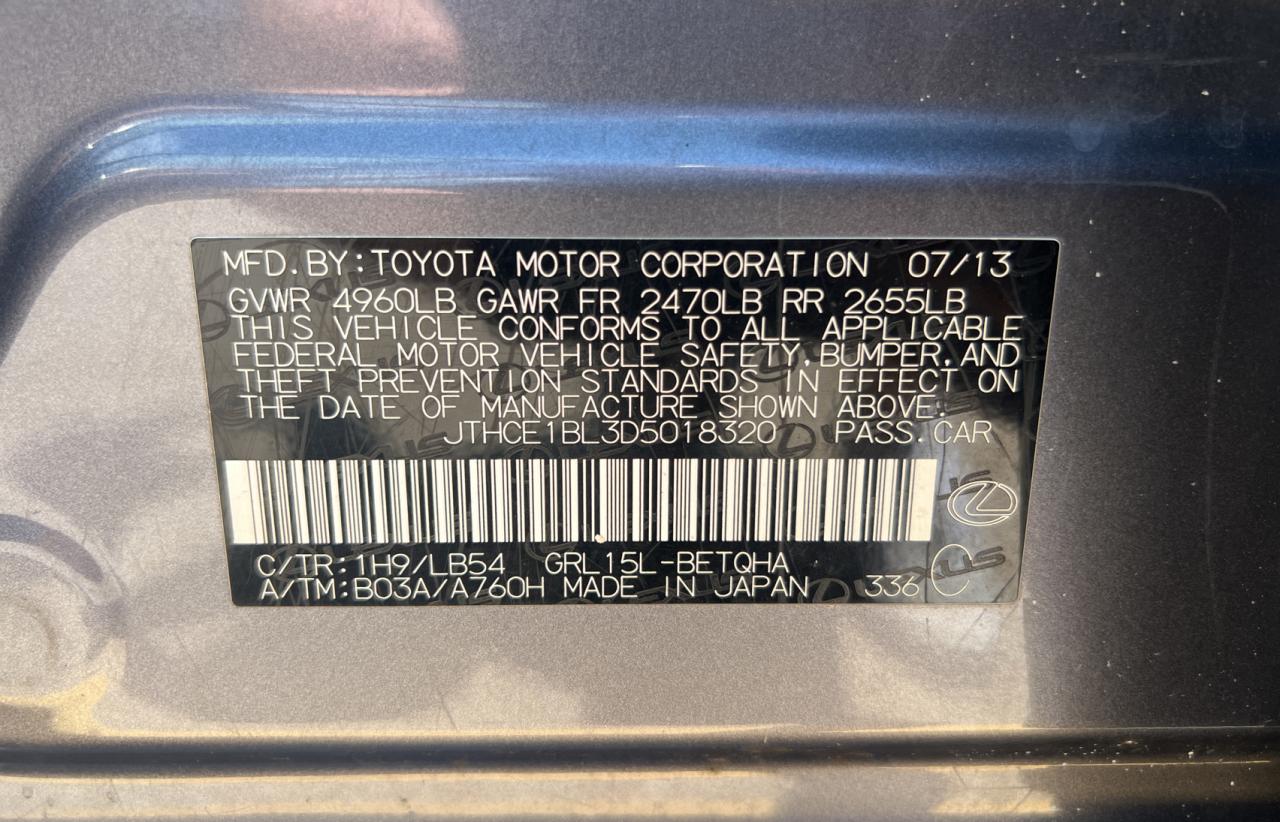 MFD. BY: TOYOTA MOTOR CORPORATION 07/13
GVWR 4960LB GAWR FR 2470LB RR 2655LB
THIS VEHICLE CONFORMS TO ALL APPLICABLE
FEDERAL MOTOR VEHICLE SAFETY, BUMPER, AND
THEFT PREVENTION STANDARDS IN EFFECT ON
THE DATE OF MANUFACTURE SHOWN ABOVE.
JTHCE1BL3D5018320 PASS. CAR
C/TR: 1H9/LB54 GRL15L-BETQHA
A/TM: B03A/A760H MADE IN JAPAN 336
LEXUS